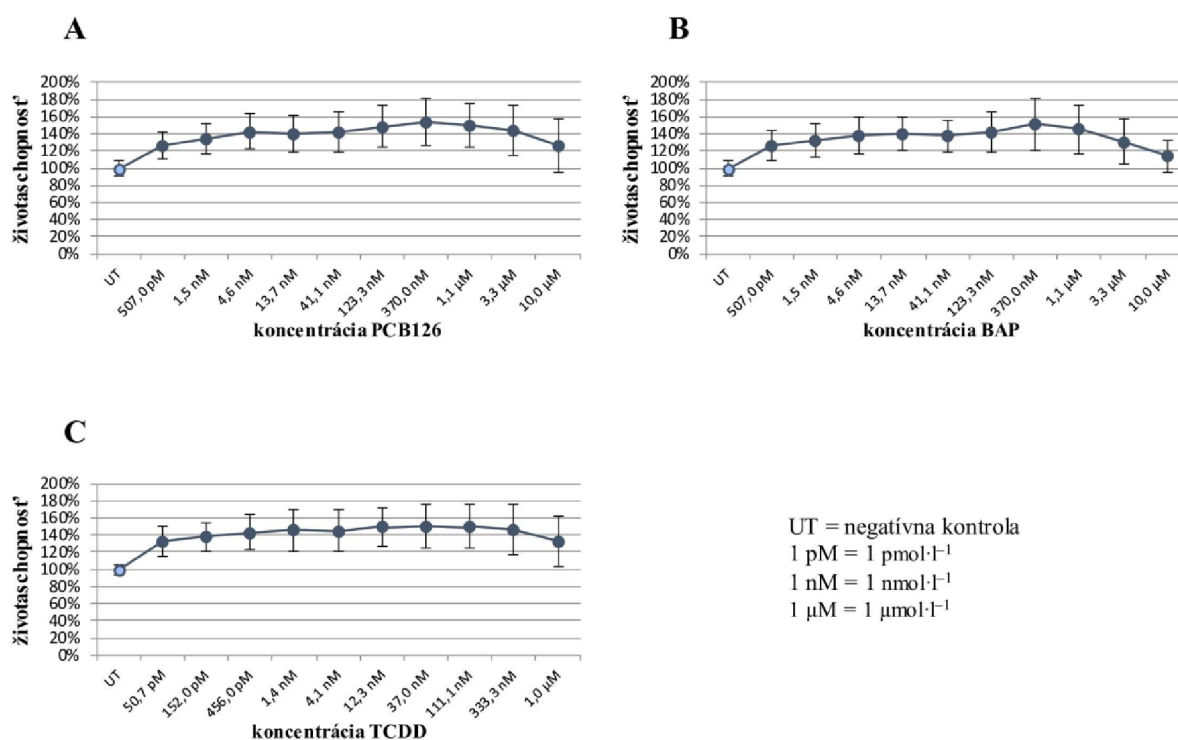 A
životaschopnosť
200%
180%
160%
140%
120%
100%
80%
60%
40%
20%
0%
UT
507,0 pM
1,5 nM
4,6 nM
13,7 nM
41,1 nM
123,3 nM
370,0 nM
1,1 µM
3,3 µM
10,0 µM
koncentrácia PCB126
B
životaschopnosť
200%
180%
160%
140%
120%
100%
80%
60%
40%
20%
0%
UT
507,0 pM
1,5 nM
4,6 nM
13,7 nM
41,1 nM
123,3 nM
370,0 nM
1,1 µM
3,3 µM
10,0 µM
koncentrácia BAP
C
životaschopnosť
200%
180%
160%
140%
120%
100%
80%
60%
40%
20%
0%
UT
50,7 pM
152,0 pM
456,0 pM
1,4 nM
4,1 nM
12,3 nM
37,0 nM
111,1 nM
333,3 nM
1,0 µM
koncentrácia TCDD
UT = negatívna kontrola
1 pM = 1 pmol·l⁻¹
1 nM = 1 nmol·l⁻¹
1 µM = 1 µmol·l⁻¹